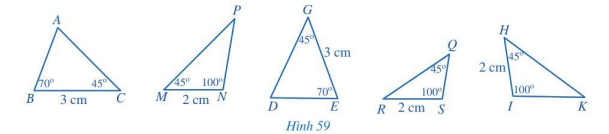 A
70° 45°
B 3 cm C
P
45° 100°
M 2 cm N
G
45°
3 cm
70°
D E
Q
45°
100°
R 2 cm S
H
45°
2 cm
100°
I K
Hình 59